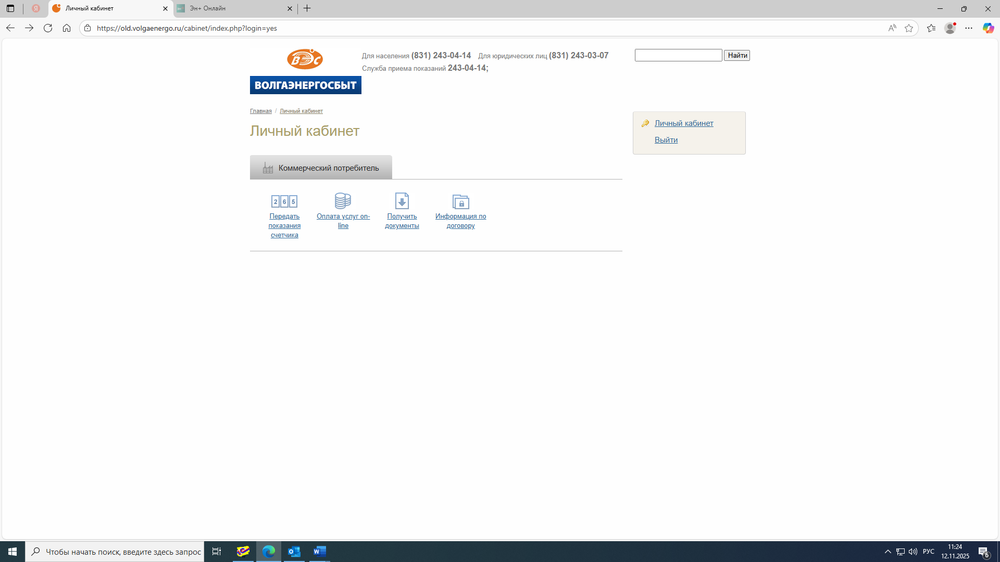 Личный кабинет
Эн+ Онлайн
https://old.volgaenergo.ru/cabinet/index.php?login=yes
ВЭС
ВОЛГАЭНЕРГОСБЫТ
Для населения (831) 243-04-14 Для юридических лиц (831) 243-03-07
Служба приема показаний 243-04-14;
Найти
Главная / Личный кабинет
Личный кабинет
Личный кабинет
Выйти
Коммерческий потребитель
2 6 5
Передать
показания
счетчика
Оплата услуг on-
line
Получить
документы
Информация по
договору
Чтобы начать поиск, введите здесь запрос
РУС
11:24
12.11.2025
6